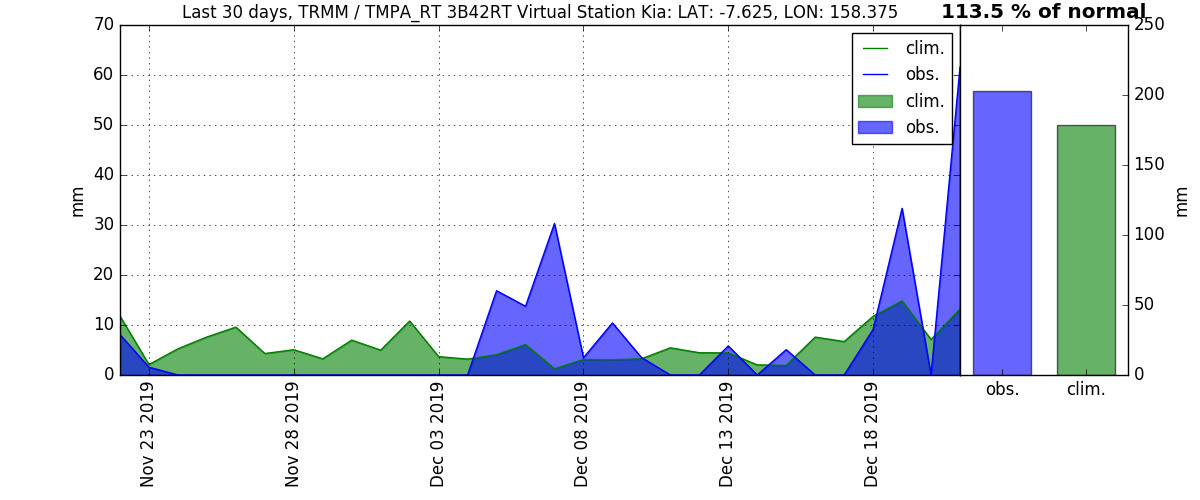 Last 30 days, TRMM / TMPA_RT 3B42RT Virtual Station Kia: LAT: -7.625, LON: 158.375
113.5 % of normal
mm
70
60
50
40
30
20
10
0
clim.
obs.
clim.
obs.
Nov 23 2019
Nov 28 2019
Dec 03 2019
Dec 08 2019
Dec 13 2019
Dec 18 2019
obs.
clim.
250
200
150
100
50
0
mm